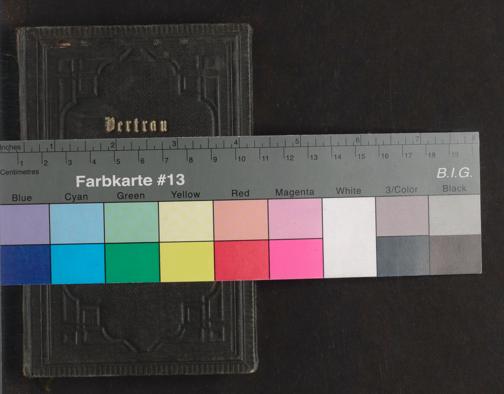 Vertrau
Inches 1 2 3 4 5 6 7
1 2 3 4 5 6 7 8 9 10 11 12 13 14 15 16 17 18 19
Centimetres
Farbkarte #13
B.I.G.
Blue Cyan Green Yellow Red Magenta White 3/Color Black